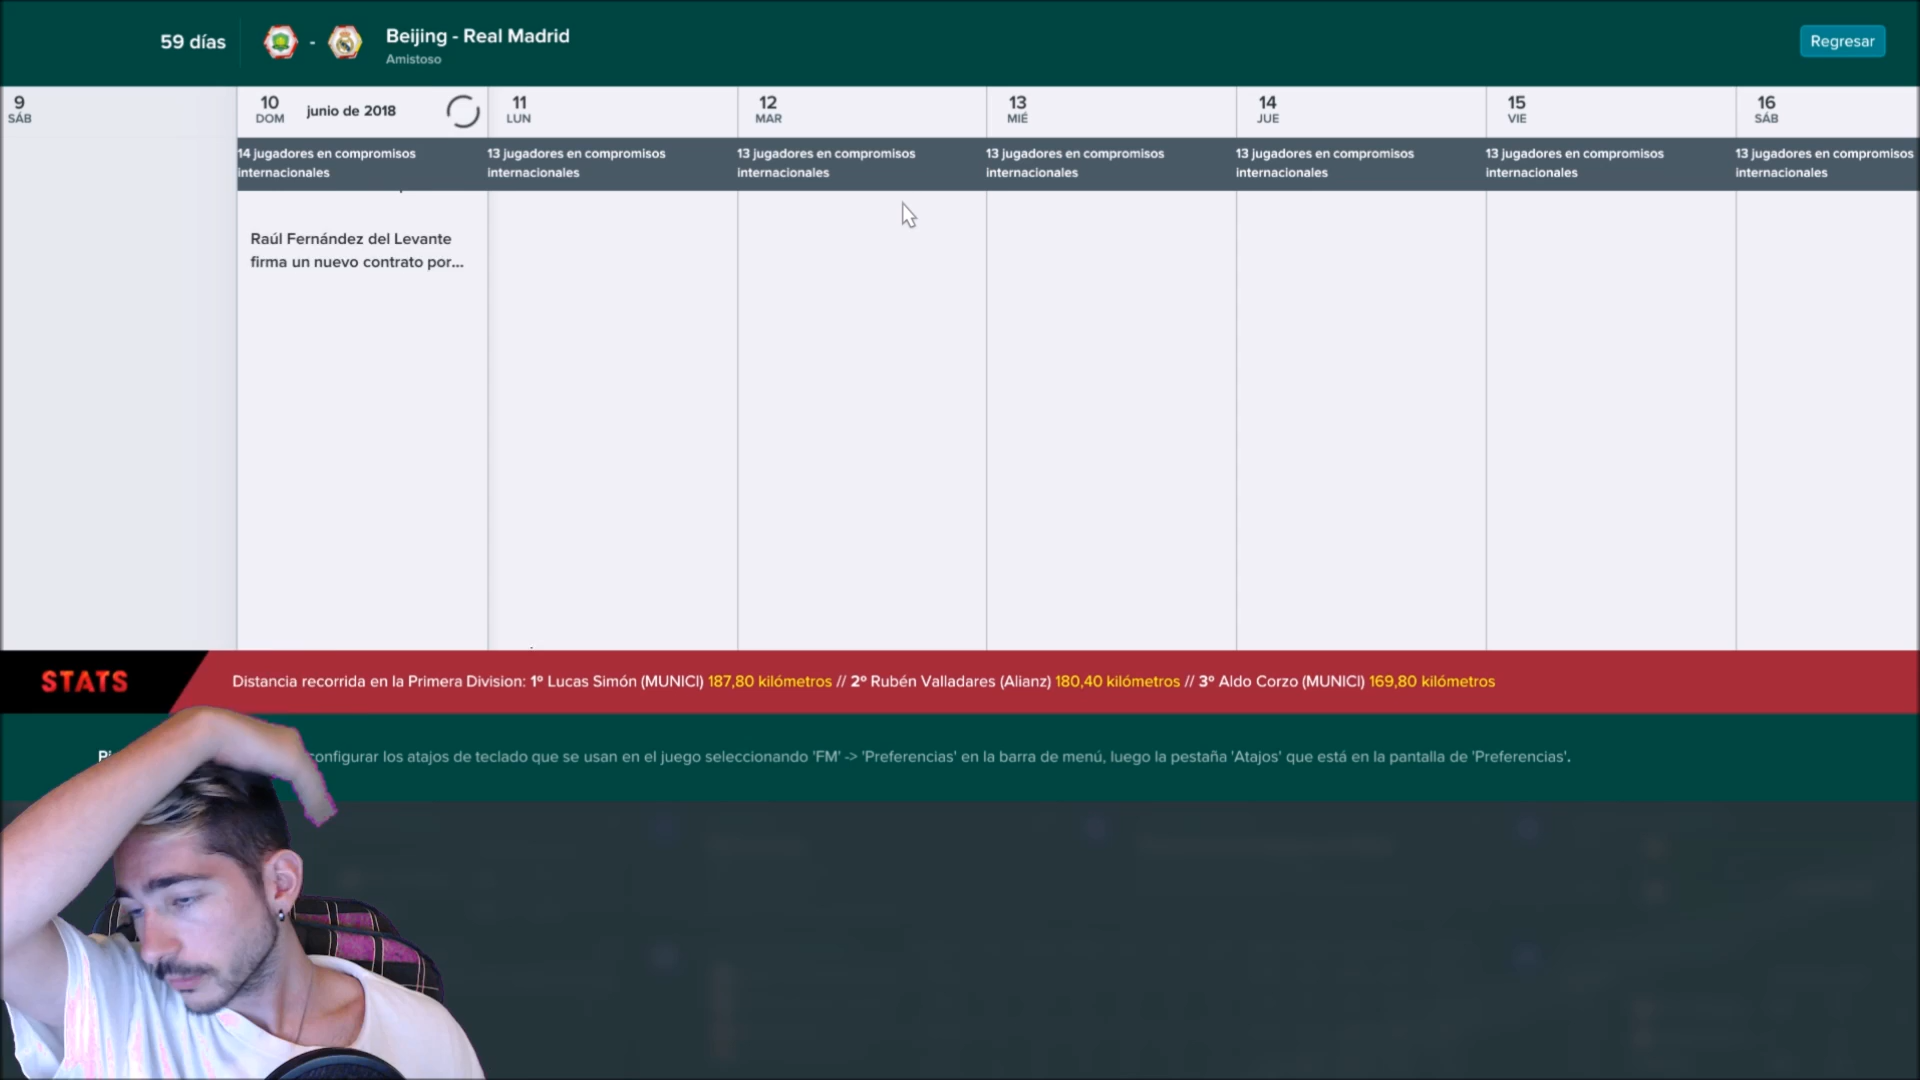 59 días
-
Beijing - Real Madrid
Amistoso
Regresar
9
SÁB
10
DOM
junio de 2018
11
LUN
12
MAR
13
MIÉ
14
JUE
15
VIE
16
SÁB
14 jugadores en compromisos
internacionales
13 jugadores en compromisos
internacionales
13 jugadores en compromisos
internacionales
13 jugadores en compromisos
internacionales
13 jugadores en compromisos
internacionales
13 jugadores en compromisos
internacionales
13 jugadores en compromisos
internacionales
Raúl Fernández del Levante
firma un nuevo contrato por...
STATS
Distancia recorrida en la Primera Division: 1º Lucas Simón (MUNICI) 187,80 kilómetros // 2º Rubén Valladares (Alianz) 180,40 kilómetros // 3º Aldo Corzo (MUNICI) 169,80 kilómetros
configurar los atajos de teclado que se usan en el juego seleccionando 'FM' -> 'Preferencias' en la barra de menú, luego la pestaña 'Atajos' que está en la pantalla de 'Preferencias'.